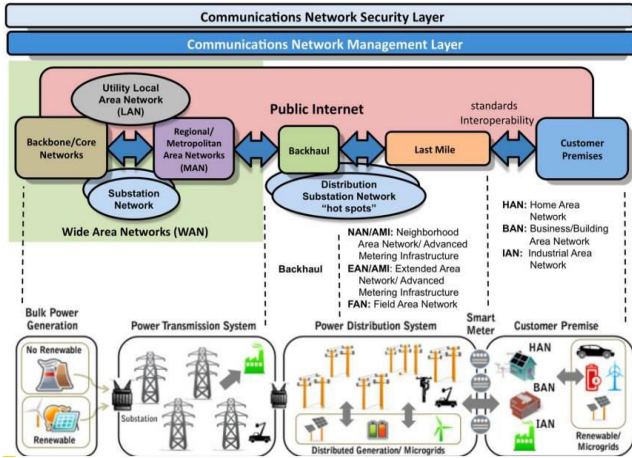 Communications Network Security Layer
Communications Network Management Layer
Utility Local
Area Network
(LAN)
Public Internet
standards
Interoperability
Backbone/Core
Networks
Regional/
Metropolitan
Area Networks
(MAN)
Backhaul
Last Mile
Customer
Premises
Substation
Network
Distribution
Substation Network
"hot spots"
Wide Area Networks (WAN)
HAN: Home Area
Network
BAN: Business/Building
Area Network
IAN: Industrial Area
Network
Backhaul
NAN/AMI: Neighborhood
Area Network/ Advanced
Metering Infrastructure
EAN/AMI: Extended Area
Network/ Advanced
Metering Infrastructure
FAN: Field Area Network
Bulk Power
Generation
Power Transmission System
Power Distribution System
Smart
Meter
Customer Premise
No Renewable
Renewable
Substation
Distributed Generation/ Microgrids
HAN
BAN
IAN
Renewable/
Microgrids